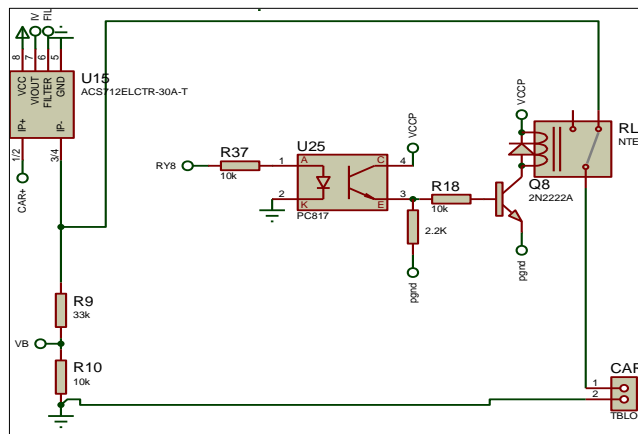 IV
FIL
8
7
6
5
VCC
VIOUT
FILTER
GND
IP+
IP-
1/2
3/4
U15
ACS712ELCTR-30A-T
CAR+
R9
33k
VB
R10
10k
RY8
R37
10k
U25
1
A
C
4
2
K
E
3
PC817
VCCP
2.2K
pgnd
R18
10k
VCCP
Q8
2N2222A
pgnd
RL
NTE
CAR
1
2
TBLO